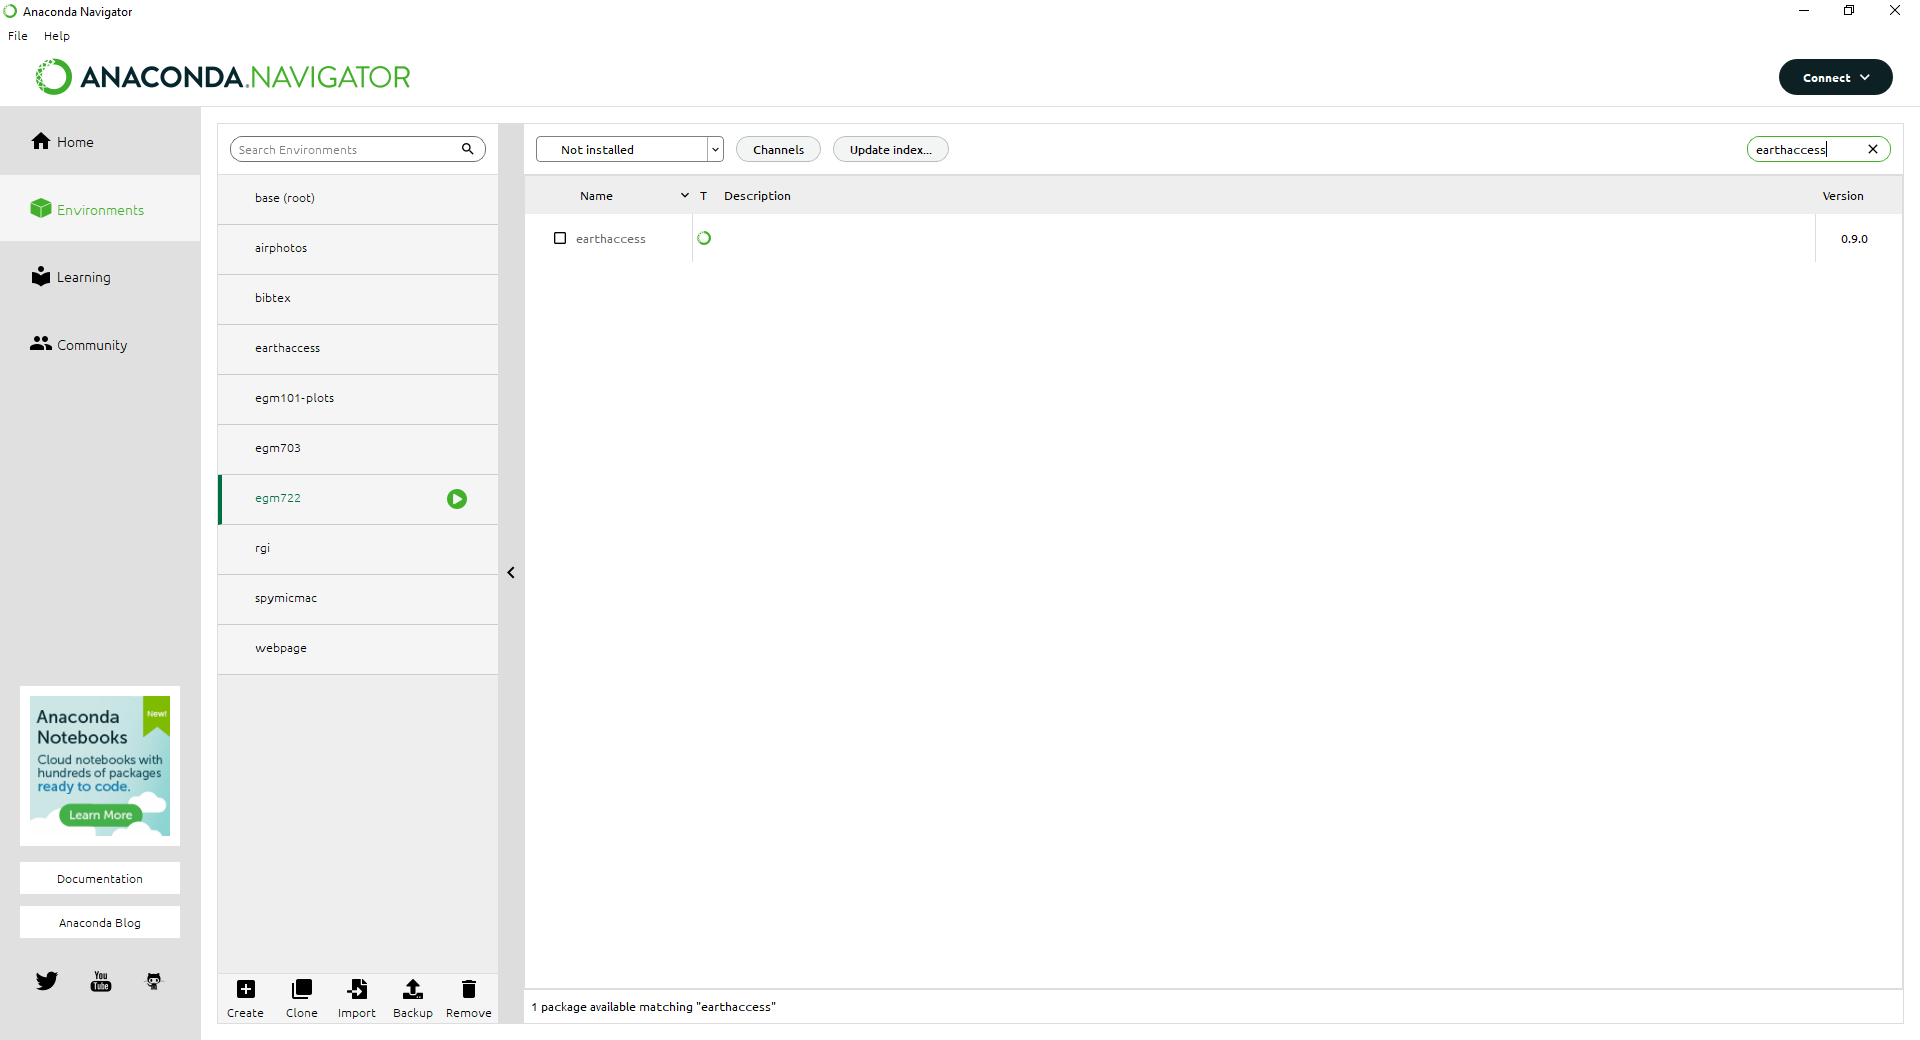 Anaconda Navigator
File Help
ANACONDA.NAVIGATOR
Connect
Home
Environments
Learning
Community
Anaconda
Notebooks
New!
Cloud notebooks with
hundreds of packages
ready to code.
Learn More
Documentation
Anaconda Blog
You
Tube
Search Environments
base (root)
airphotos
bibtex
earthaccess
egm101-plots
egm703
egm722
rgi
spymicmac
webpage
Create Clone Import Backup Remove
Not installed Channels Update index... earthaccess
Name T Description Version
earthaccess 0.9.0
1 package available matching "earthaccess"